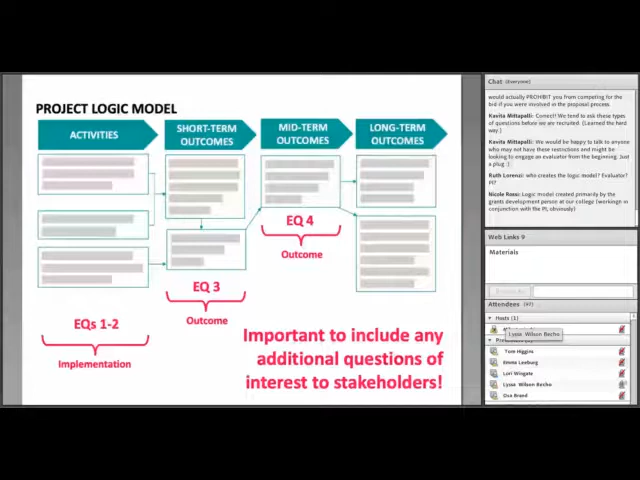 PROJECT LOGIC MODEL
ACTIVITIES
SHORT-TERM
OUTCOMES
MID-TERM
OUTCOMES
LONG-TERM
OUTCOMES
EQ 4
Outcome
EQ 3
Outcome
EQs 1-2
Implementation
Important to include any
additional questions of
interest to stakeholders!
Chat (Everyone)
would actually PROHIBIT you from competing for the
bid if you were involved in the proposal process.
Kavita Mittapalli: Correct! We tend to ask these types
of questions before we are recruited. (Learned the hard
way.)
Kavita Mittapalli: We would be happy to talk to anyone
who may not have these restrictions and might be
looking to engage an evaluator from the beginning. Just
a plug :)
Ruth Lorenz: who creates the logic model? Evaluator?
PI?
Nicole Ross: Logic model created primarily by the
grants development person at our college (workingn in
conjunction with the PI, obviously)
Web Links 9
Materials
Attendees
Hosts (1)
Lyssa Wilson Becho
Tom Higgins
Emma Leeburg
Lori Wingate
Lyssa Wilson Becho
Osa Brand